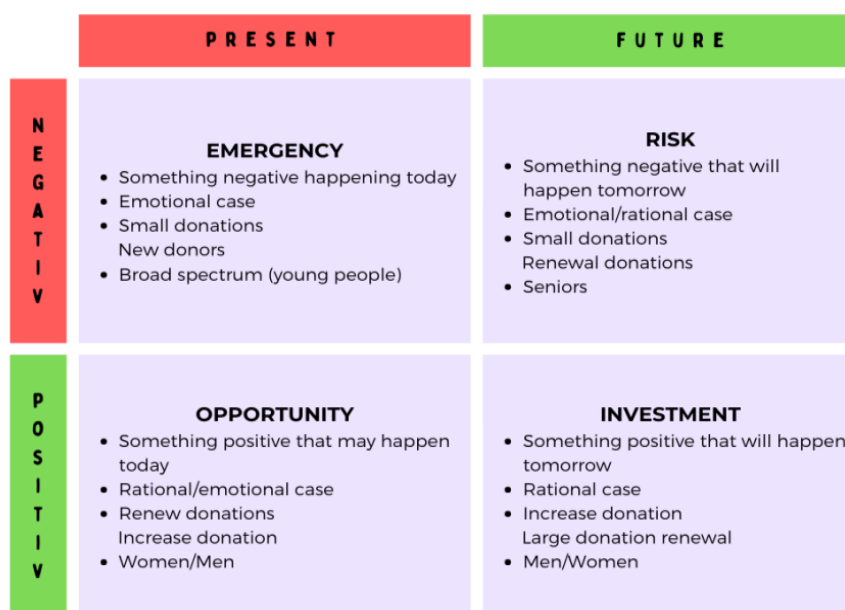 PRESENT
FUTURE
NEGATIV
EMERGENCY
• Something negative happening today
• Emotional case
• Small donations
New donors
• Broad spectrum (young people)
RISK
• Something negative that will
happen tomorrow
• Emotional/rational case
• Small donations
Renewal donations
• Seniors
POSITIV
OPPORTUNITY
• Something positive that may happen
today
• Rational/emotional case
• Renew donations
Increase donation
• Women/Men
INVESTMENT
• Something positive that will happen
tomorrow
• Rational case
• Increase donation
Large donation renewal
• Men/Women